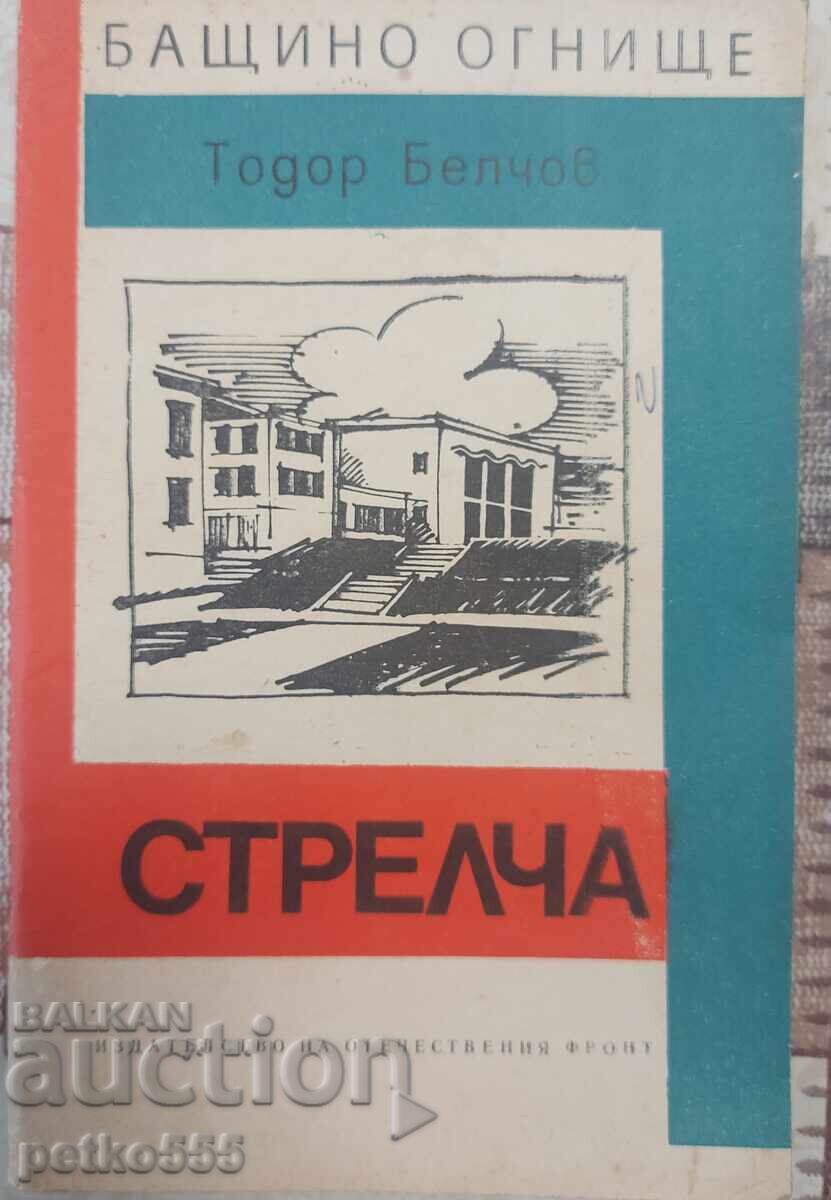 БАЩИНО ОГНИЩЕ
Тодор Белчов
СТРЕЛЧА
ИЗДАТЕЛСТВО НА ОТЕЧЕСТВЕНИЯ ФРОНТ
BALKAN
auction
petko555